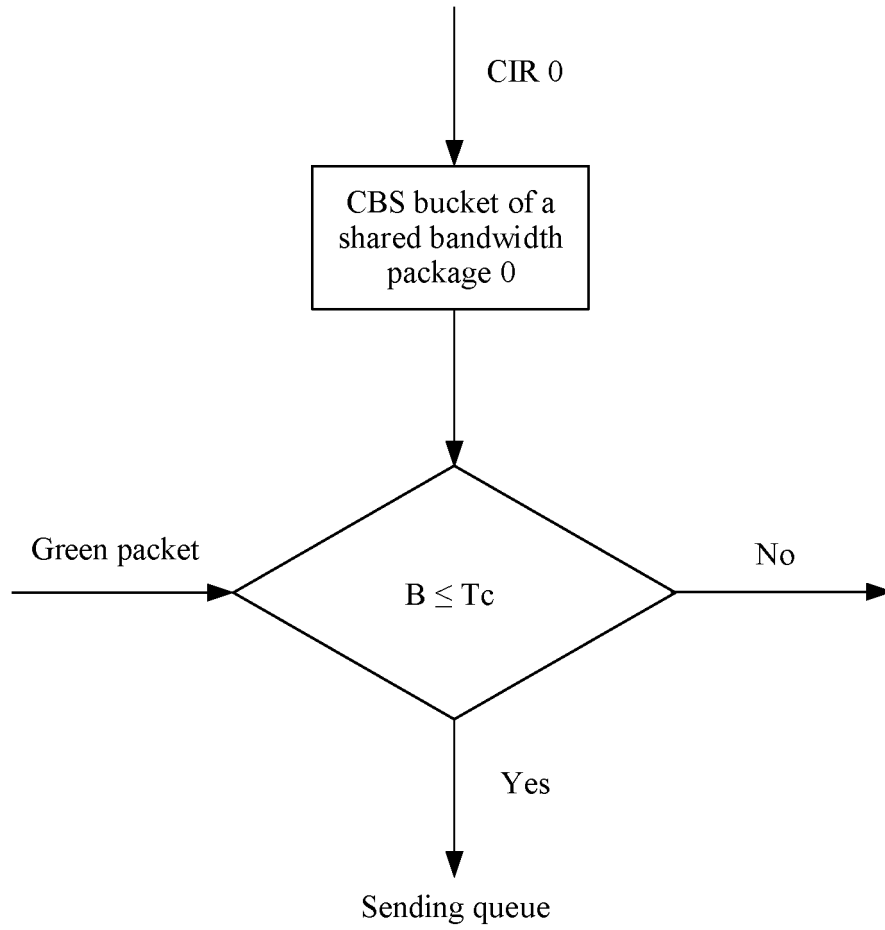 CIR 0
CBS bucket of a
shared bandwidth
package 0
Green packet
B ≤ Tc
No
Yes
Sending queue